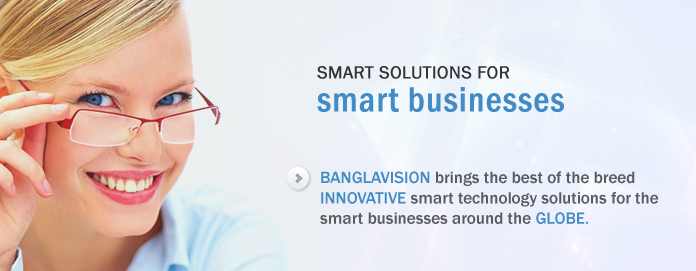 SMART SOLUTIONS FOR
smart businesses
BANGLAVISION brings the best of the breed
INNOVATIVE smart technology solutions for the
smart businesses around the GLOBE.